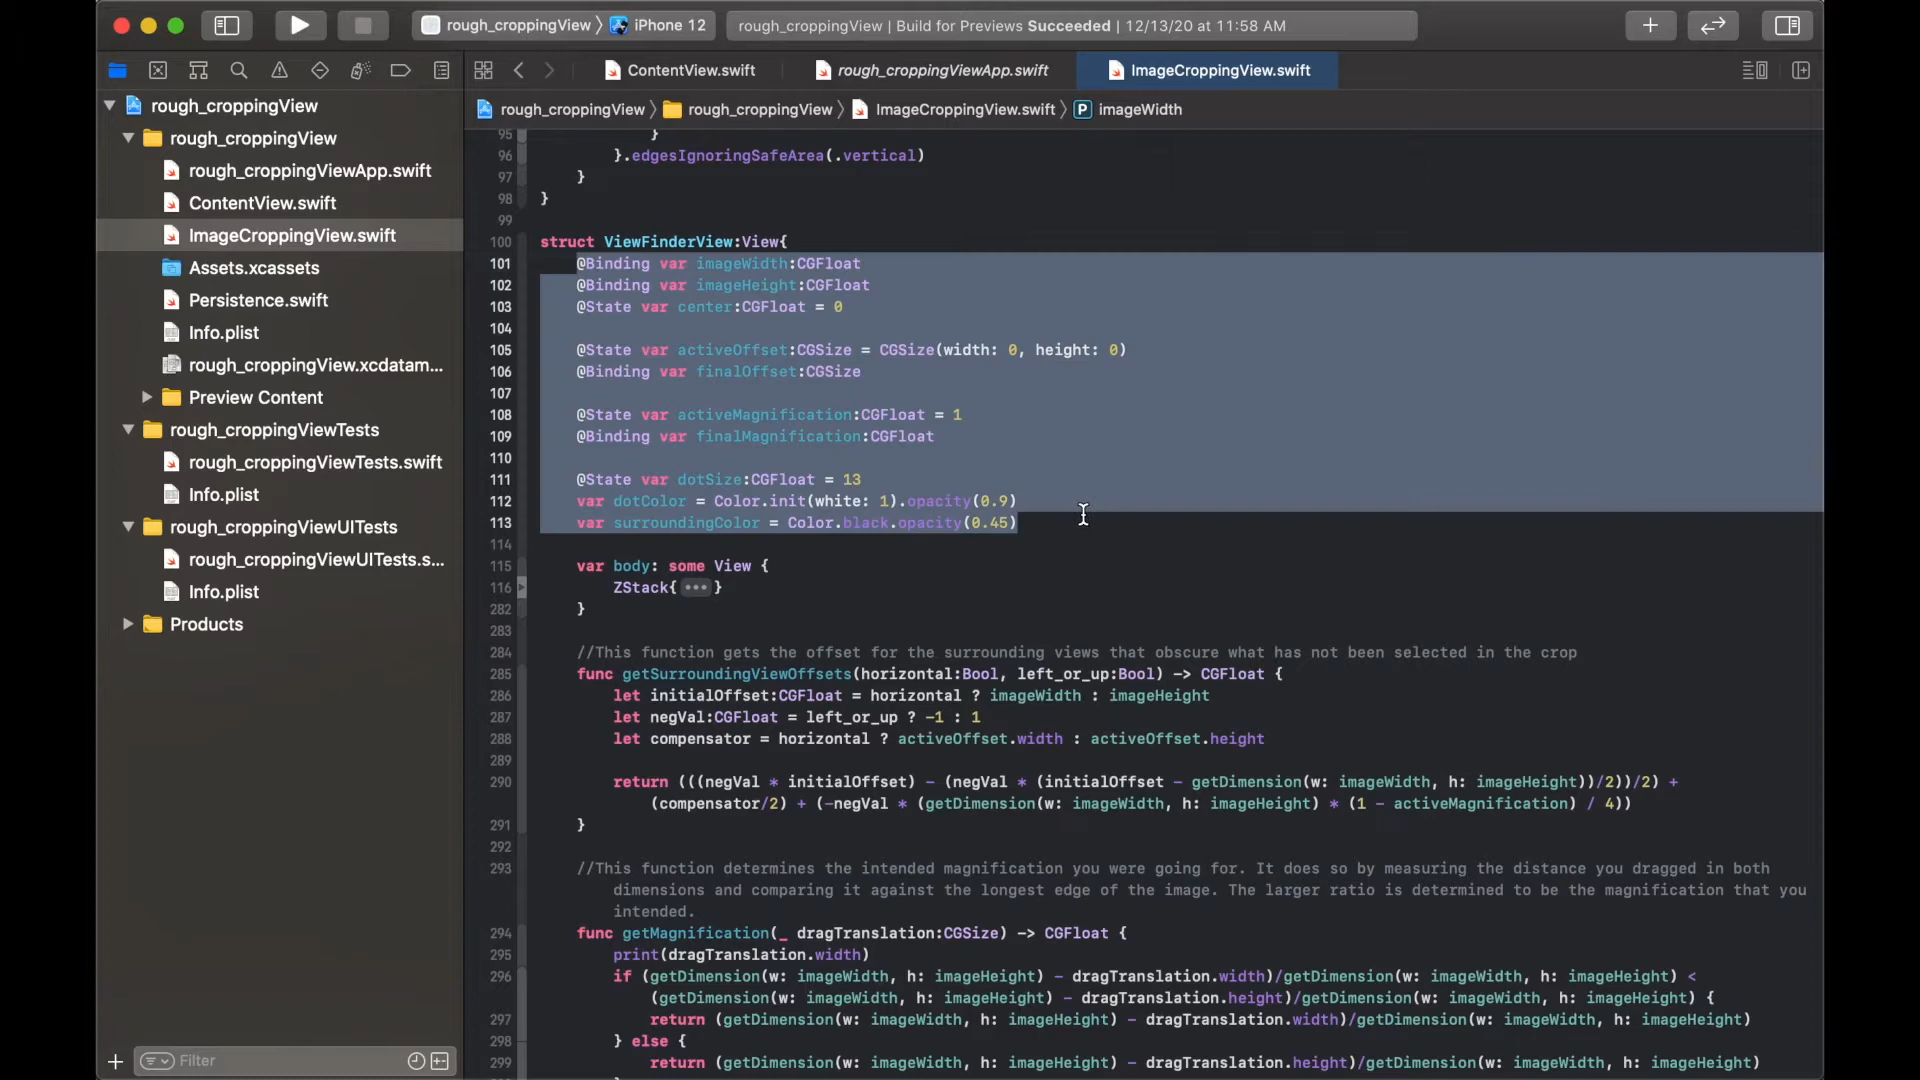 rough_croppingView 〉 iPhone 12
rough_croppingView | Build for Previews Succeeded | 12/13/20 at 11:58 AM
ContentView.swift
rough_croppingViewApp.swift
ImageCroppingView.swift
rough_croppingView 〉 rough_croppingView 〉 ImageCroppingView.swift 〉 P imageWidth
rough_croppingView
rough_croppingView
rough_croppingViewApp.swift
ContentView.swift
ImageCroppingView.swift
Assets.xcassets
Persistence.swift
Info.plist
rough_croppingView.xcdatam...
Preview Content
rough_croppingViewTests
rough_croppingViewTests.swift
Info.plist
rough_croppingViewUITests
rough_croppingViewUITests.s...
Info.plist
Products
Filter
95 }
96 }.edgesIgnoringSafeArea(.vertical)
97 }
98 }
99
100 struct ViewFinderView:View{
101 @Binding var imageWidth:CGFloat
102 @Binding var imageHeight:CGFloat
103 @State var center:CGFloat = 0
104
105 @State var activeOffset:CGSize = CGSize(width: 0, height: 0)
106 @Binding var finalOffset:CGSize
107
108 @State var activeMagnification:CGFloat = 1
109 @Binding var finalMagnification:CGFloat
110
111 @State var dotSize:CGFloat = 13
112 var dotColor = Color.init(white: 1).opacity(0.9)
113 var surroundingColor = Color.black.opacity(0.45)
114
115 var body: some View {
116 ZStack{ ••• }
282 }
283
284 //This function gets the offset for the surrounding views that obscure what has not been selected in the crop
285 func getSurroundingViewOffsets(horizontal:Bool, left_or_up:Bool) -> CGFloat {
286 let initialOffset:CGFloat = horizontal ? imageWidth : imageHeight
287 let negVal:CGFloat = left_or_up ? -1 : 1
288 let compensator = horizontal ? activeOffset.width : activeOffset.height
289
290 return (((negVal * initialOffset) - (negVal * (initialOffset - getDimension(w: imageWidth, h: imageHeight))/2))/2) +
(compensator/2) + (-negVal * (getDimension(w: imageWidth, h: imageHeight) * (1 - activeMagnification) / 4))
291 }
292
293 //This function determines the intended magnification you were going for. It does so by measuring the distance you dragged in both
dimensions and comparing it against the longest edge of the image. The larger ratio is determined to be the magnification that you
intended.
294 func getMagnification(_ dragTranslation:CGSize) -> CGFloat {
295 print(dragTranslation.width)
296 if (getDimension(w: imageWidth, h: imageHeight) - dragTranslation.width)/getDimension(w: imageWidth, h: imageHeight) <
(getDimension(w: imageWidth, h: imageHeight) - dragTranslation.height)/getDimension(w: imageWidth, h: imageHeight) {
297 return (getDimension(w: imageWidth, h: imageHeight) - dragTranslation.width)/getDimension(w: imageWidth, h: imageHeight)
298 } else {
299 return (getDimension(w: imageWidth, h: imageHeight) - dragTranslation.height)/getDimension(w: imageWidth, h: imageHeight)